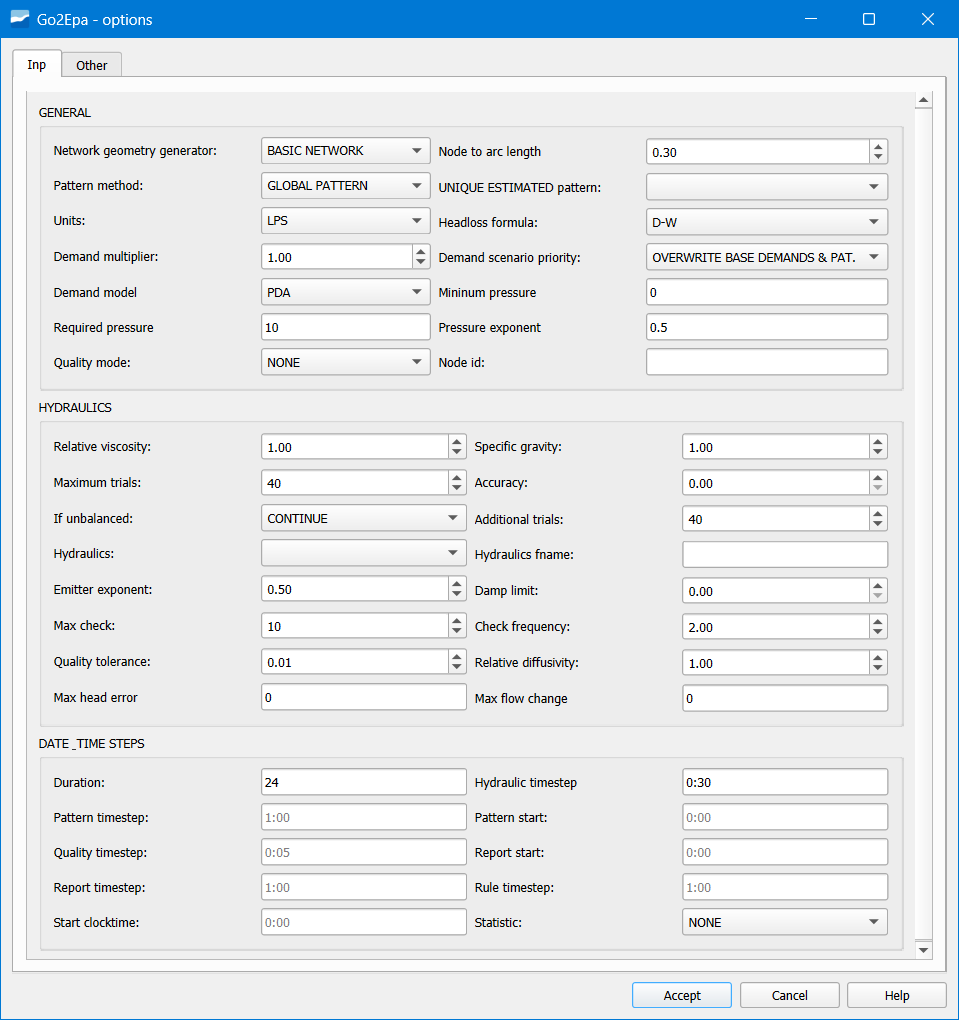 Go2Epa - options
Inp Other
GENERAL
Network geometry generator: BASIC NETWORK Node to arc length 0.30
Pattern method: GLOBAL PATTERN UNIQUE ESTIMATED pattern:
Units: LPS Headloss formula: D-W
Demand multiplier: 1.00 Demand scenario priority: OVERWRITE BASE DEMANDS & PAT.
Demand model PDA Mininum pressure 0
Required pressure 10 Pressure exponent 0.5
Quality mode: NONE Node id:
HYDRAULICS
Relative viscosity: 1.00 Specific gravity: 1.00
Maximum trials: 40 Accuracy: 0.00
If unbalanced: CONTINUE Additional trials: 40
Hydraulics: Hydraulics fname:
Emitter exponent: 0.50 Damp limit: 0.00
Max check: 10 Check frequency: 2.00
Quality tolerance: 0.01 Relative diffusivity: 1.00
Max head error 0 Max flow change 0
DATE _TIME STEPS
Duration: 24 Hydraulic timestep 0:30
Pattern timestep: 1:00 Pattern start: 0:00
Quality timestep: 0:05 Report start: 0:00
Report timestep: 1:00 Rule timestep: 1:00
Start clocktime: 0:00 Statistic: NONE
Accept Cancel Help